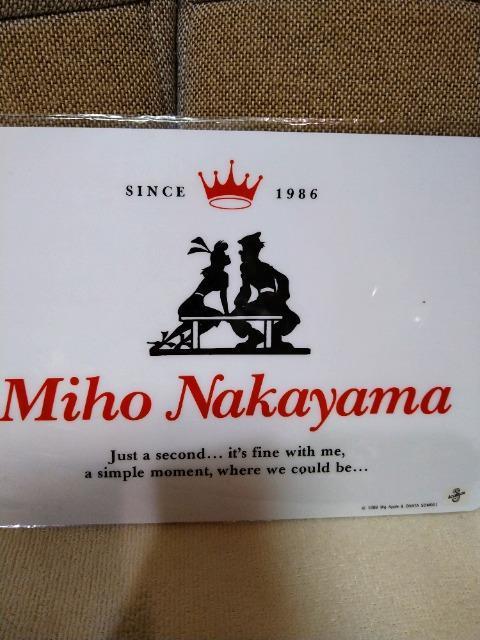 SINCE 1986
Miho Nakayama
Just a second... it's fine with me,
a simple moment, where we could be...